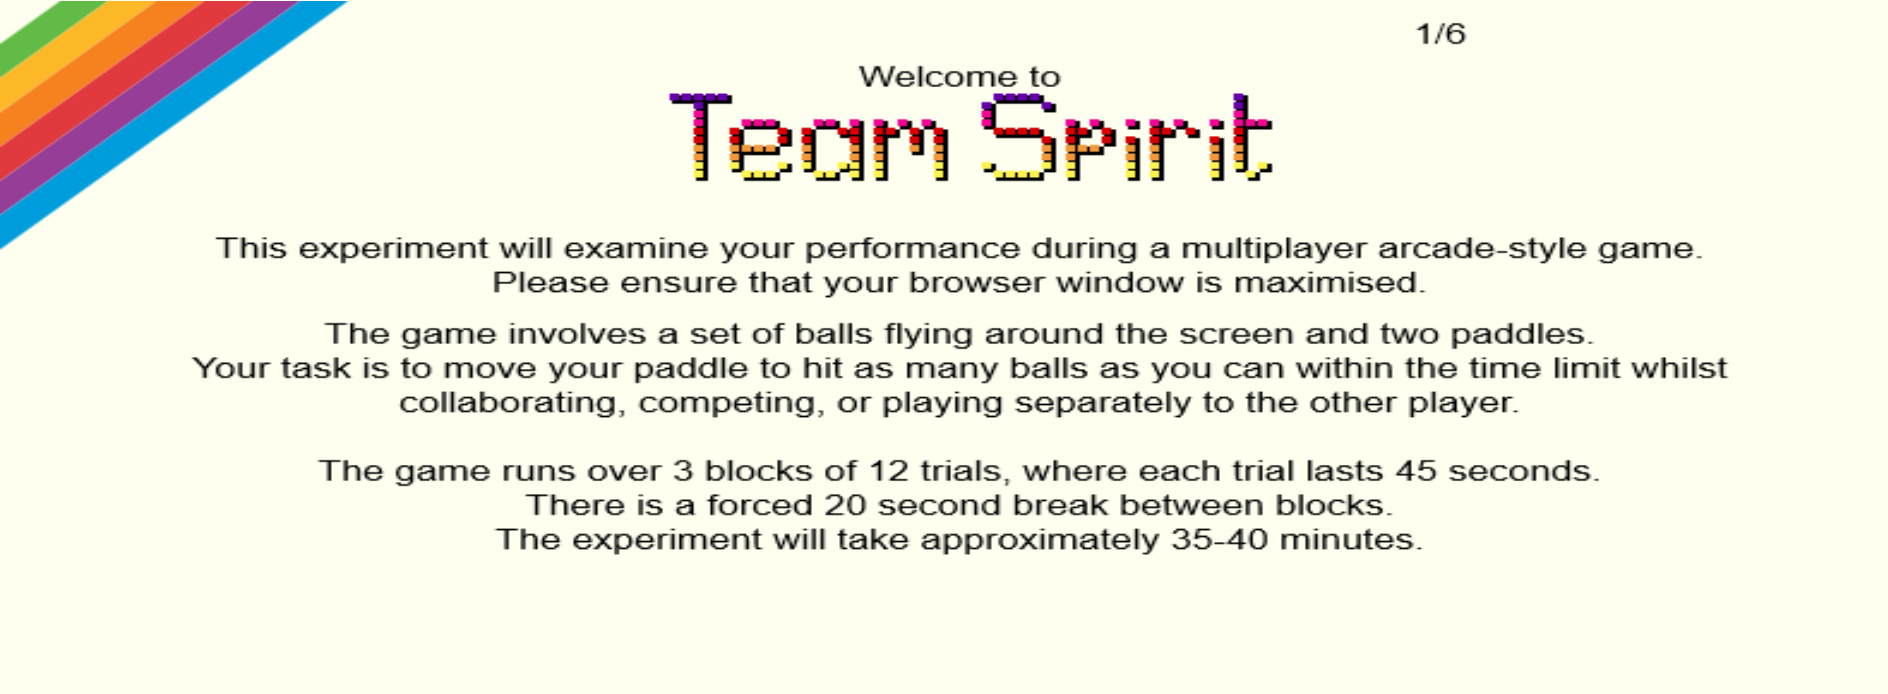 1/6
Welcome to
Team Spirit
This experiment will examine your performance during a multiplayer arcade-style game.
Please ensure that your browser window is maximised.
The game involves a set of balls flying around the screen and two paddles.
Your task is to move your paddle to hit as many balls as you can within the time limit whilst
collaborating, competing, or playing separately to the other player.
The game runs over 3 blocks of 12 trials, where each trial lasts 45 seconds.
There is a forced 20 second break between blocks.
The experiment will take approximately 35-40 minutes.